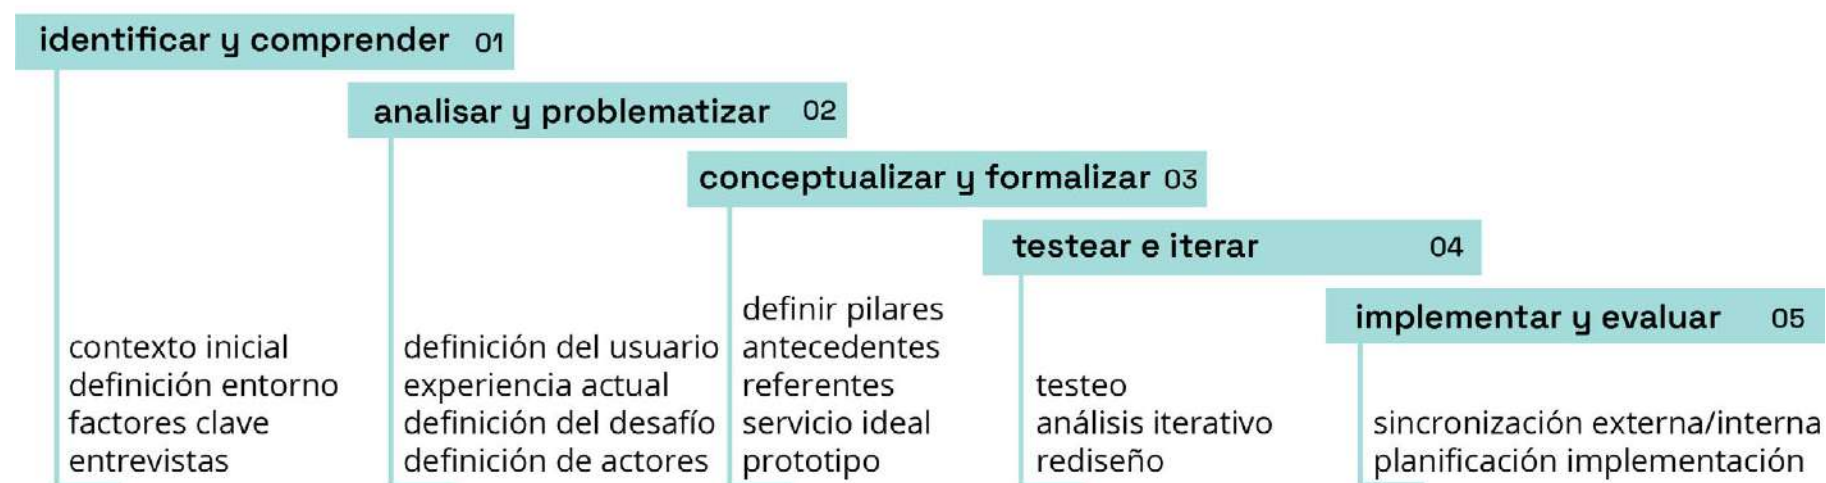 identificar y comprender 01
contexto inicial
definición entorno
factores clave
entrevistas
analisar y problematizar 02
definición del usuario
experiencia actual
definición del desafío
definición de actores
conceptualizar y formalizar 03
definir pilares
antecedentes
referentes
servicio ideal
prototipo
testear e iterar 04
testeo
análisis iterativo
rediseño
implementar y evaluar 05
sincronización externa/interna
planificación implementación